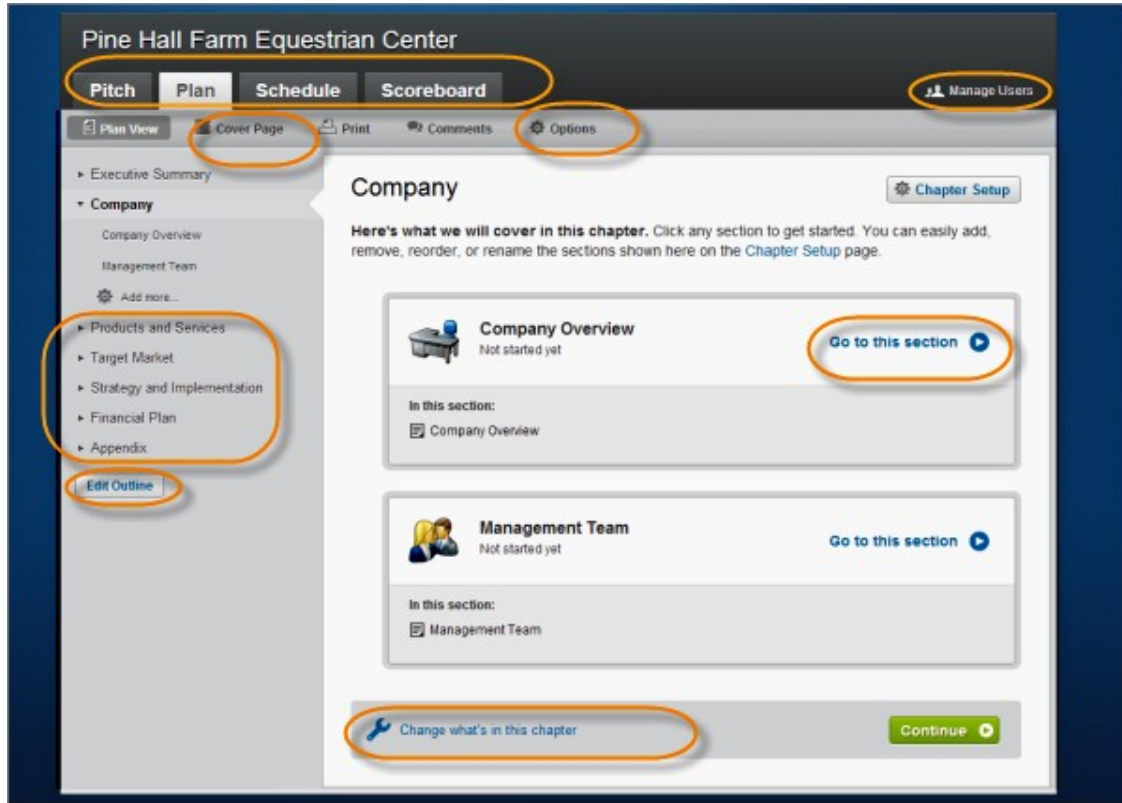 Pine Hall Farm Equestrian Center
Pitch Plan Schedule Scoreboard
Manage Users
Plan View Cover Page Print Comments Options
Executive Summary
Company
Company Overview
Management Team
Add more...
Products and Services
Target Market
Strategy and Implementation
Financial Plan
Appendix
Edit Outline
Company
Chapter Setup
Here's what we will cover in this chapter. Click any section to get started. You can easily add,
remove, reorder, or rename the sections shown here on the Chapter Setup page.
Company Overview
Not started yet
Go to this section
In this section:
Company Overview
Management Team
Not started yet
Go to this section
In this section:
Management Team
Change what's in this chapter
Continue